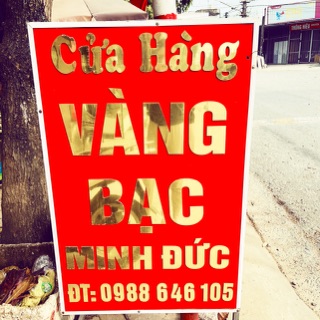 Cửa Hàng
VÀNG
BẠC
MINH ĐỨC
ĐT: 0988 646 105